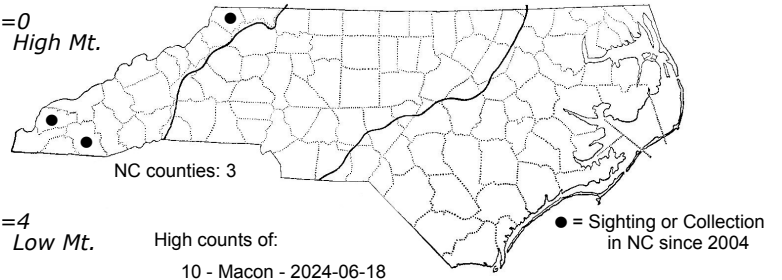 =0
High Mt.
NC counties: 3
=4
Low Mt.
High counts of:
10 - Macon - 2024-06-18
● = Sighting or Collection
in NC since 2004